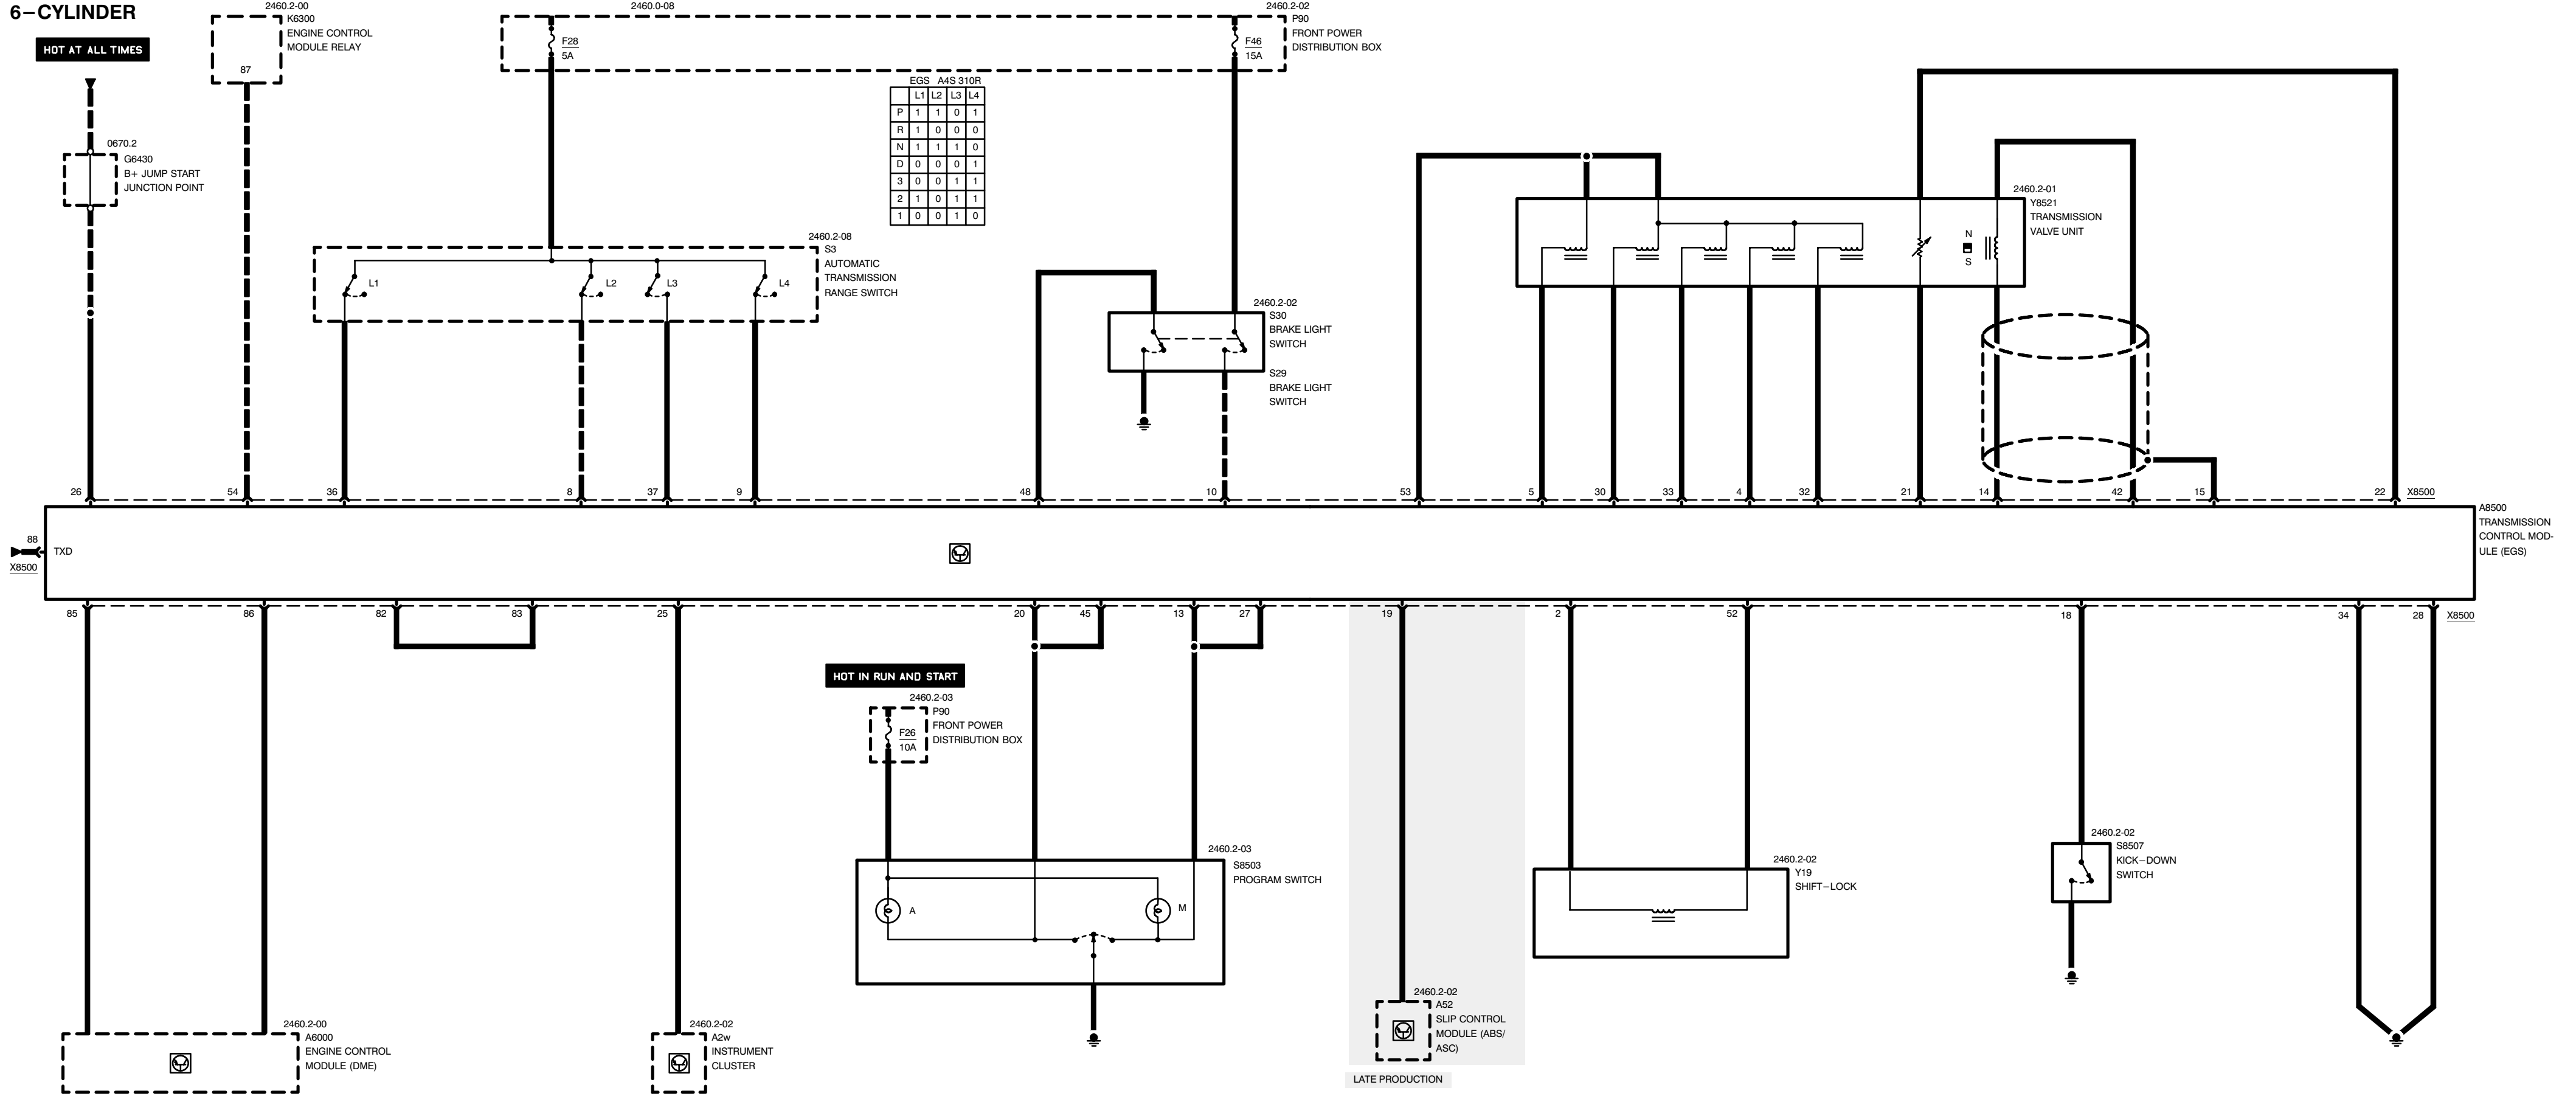 6-CYLINDER
HOT AT ALL TIMES
2460.2-00
K6300
ENGINE CONTROL
MODULE RELAY
87
2460.0-08
F28
5A
2460.2-02
P90
FRONT POWER
DISTRIBUTION BOX
F46
15A
EGS A4S 310R
L1 L2 L3 L4
P 1 1 0 1
R 1 0 0 0
N 1 1 1 0
D 0 0 0 1
3 0 0 1 1
2 1 0 1 1
1 0 0 1 0
0670.2
G6430
B+ JUMP START
JUNCTION POINT
2460.2-08
S3
AUTOMATIC
TRANSMISSION
RANGE SWITCH
L1
L2
L3
L4
2460.2-02
S30
BRAKE LIGHT
SWITCH
S29
BRAKE LIGHT
SWITCH
2460.2-01
Y8521
TRANSMISSION
VALVE UNIT
N
S
26 54 36 8 37 9 48 10 53 5 30 33 4 32 21 14 42 15 22 X8500
A8500
TRANSMISSION
CONTROL MOD-
ULE (EGS)
88
TXD
X8500
85 86 82 83 25 20 45 13 27 19 2 52 18 34 28 X8500
HOT IN RUN AND START
2460.2-03
P90
FRONT POWER
DISTRIBUTION BOX
F26
10A
2460.2-03
S8503
PROGRAM SWITCH
A
M
2460.2-02
Y19
SHIFT-LOCK
2460.2-02
S8507
KICK-DOWN
SWITCH
2460.2-00
A6000
ENGINE CONTROL
MODULE (DME)
2460.2-02
A2w
INSTRUMENT
CLUSTER
2460.2-02
A52
SLIP CONTROL
MODULE (ABS/
ASC)
LATE PRODUCTION